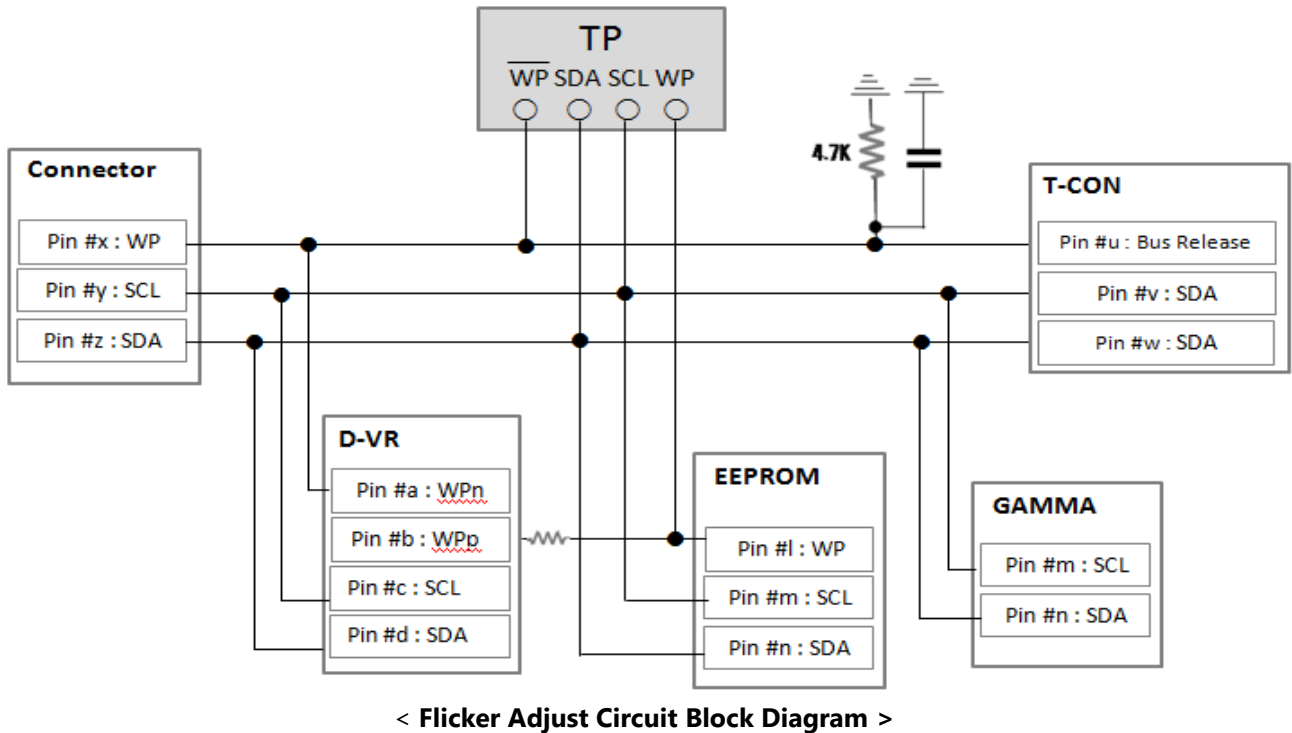 TP
WP SDA SCL WP
4.7K
Connector
Pin #x : WP
Pin #y : SCL
Pin #z : SDA
T-CON
Pin #u : Bus Release
Pin #v : SDA
Pin #w : SDA
D-VR
Pin #a : WPn
Pin #b : WPp
Pin #c : SCL
Pin #d : SDA
EEPROM
Pin #l : WP
Pin #m : SCL
Pin #n : SDA
GAMMA
Pin #m : SCL
Pin #n : SDA
< Flicker Adjust Circuit Block Diagram >